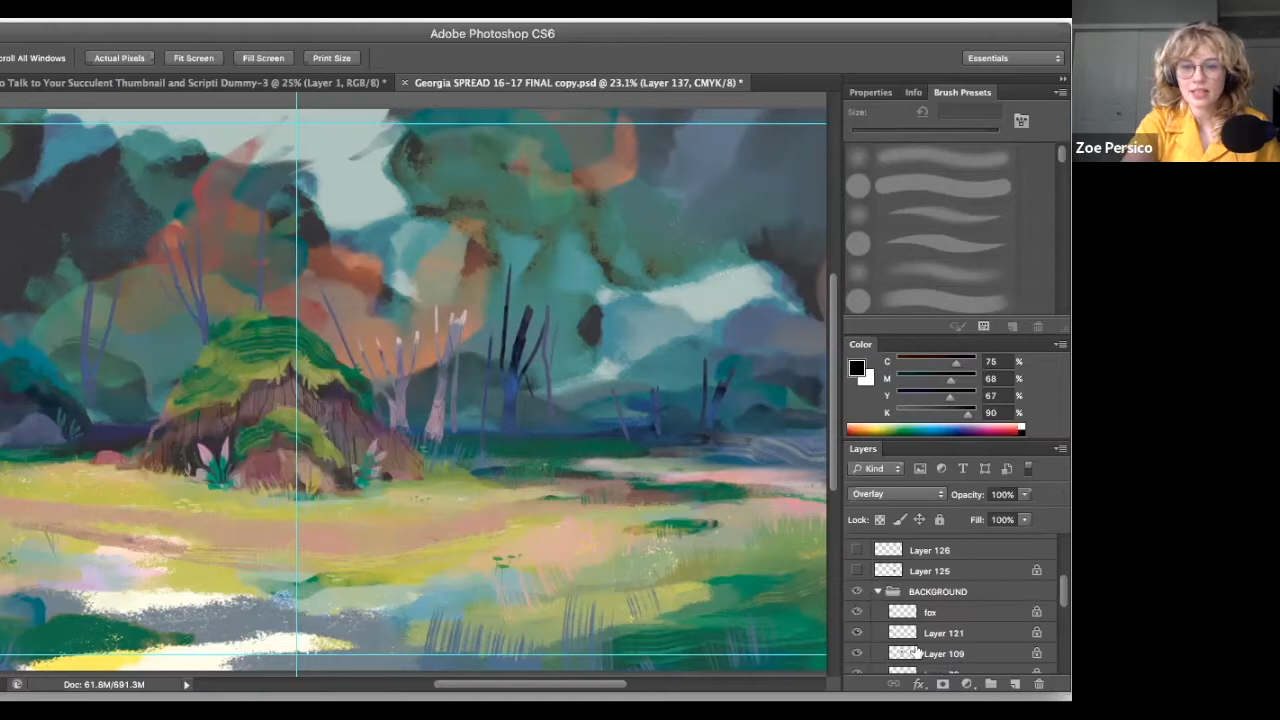 Adobe Photoshop CS6
roll All Windows Actual Pixels Fit Screen Fill Screen Print Size Essentials
o Talk to Your Succulent Thumbnail and Scripti Dummy-3 @ 25% (Layer 1, RGB/8) * × Georgia SPREAD 16-17 FINAL copy.psd @ 23.1% (Layer 137, CMYK/8) *
Properties Info Brush Presets
Size:
Zoe Persico
Color
C 75 %
M 68 %
Y 67 %
K 90 %
Layers
Kind
Overlay Opacity: 100%
Lock: Fill: 100%
Layer 126
Layer 125
BACKGROUND
fox
Layer 121
Layer 109
Doc: 61.8M/691.3M